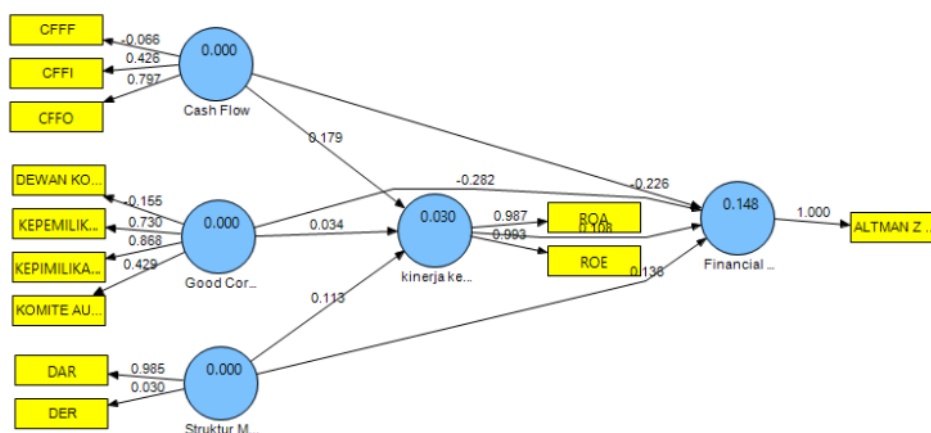 CFFF
-0.066
0.000
CFFI
0.426
0.797
CFFO
Cash Flow
0.179
DEWAN KO...
-0.155
-0.282
-0.226
KEPEMILIK...
0.730
0.000
0.034
0.030
0.987
ROA
0.148
1.000
ALTMAN Z ...
0.868
0.108
0.993
KEPIMILIKA...
0.429
ROE
Good Cor...
kinerja ke...
Financial ...
0.138
KOMITE AU...
0.113
DAR
0.985
0.000
0.030
DER
Struktur M...